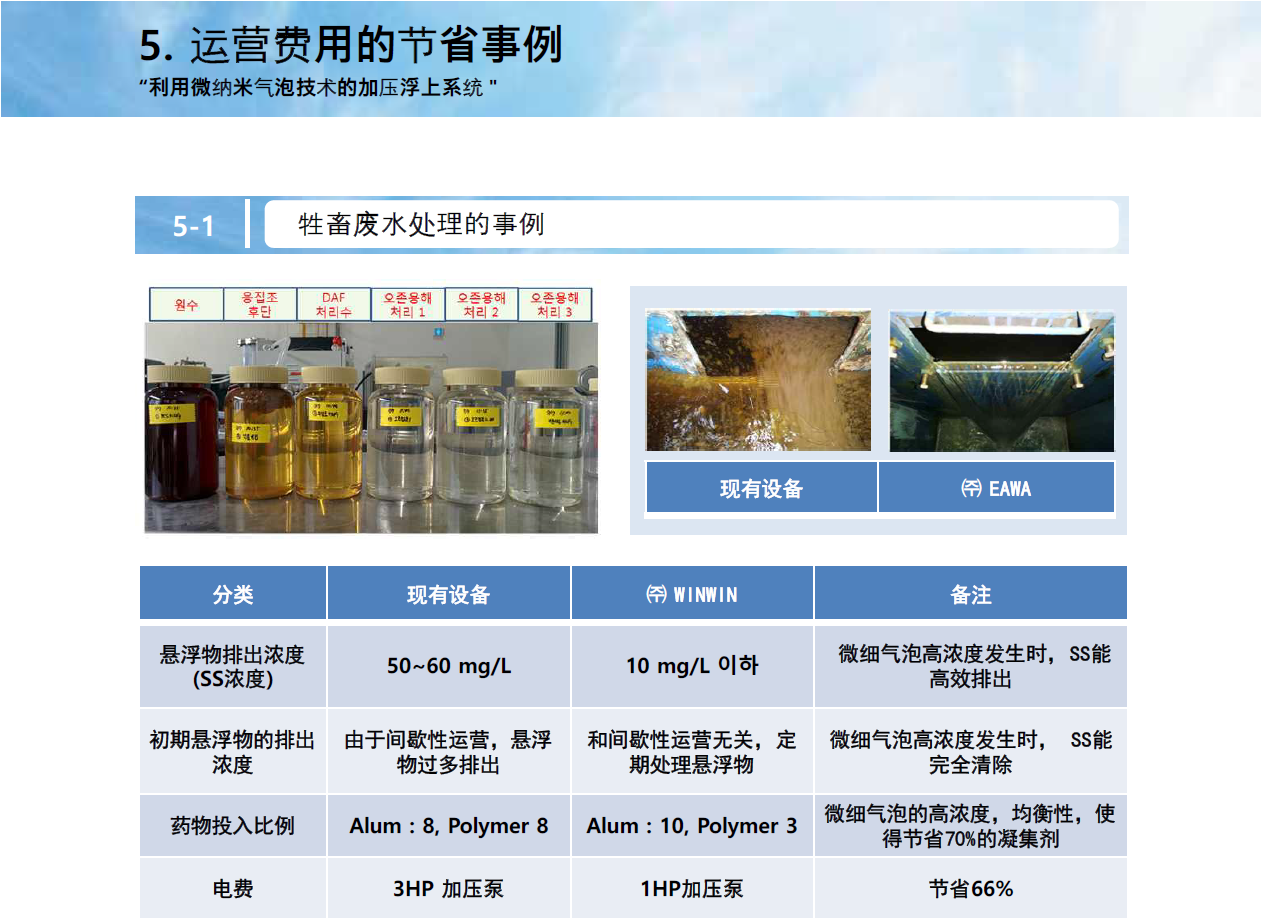 5. 运营费用的节省事例
“利用微纳米气泡技术的加压浮上系统 "
5-1
牲畜废水处理的事例
원수
응집조
후단
DAF
처리수
오존용해
처리 1
오존용해
처리 2
오존용해
처리 3
现有设备
㈜ EAWA
分类
现有设备
㈜ WINWIN
备注
悬浮物排出浓度
(SS浓度)
50~60 mg/L
10 mg/L 이하
微细气泡高浓度发生时，SS能
高效排出
初期悬浮物的排出
浓度
由于间歇性运营，悬浮
物过多排出
和间歇性运营无关，定
期处理悬浮物
微细气泡高浓度发生时， SS能
完全清除
药物投入比例
Alum : 8, Polymer 8
Alum : 10, Polymer 3
微细气泡的高浓度，均衡性，使
得节省70%的凝集剂
电费
3HP 加压泵
1HP加压泵
节省66%